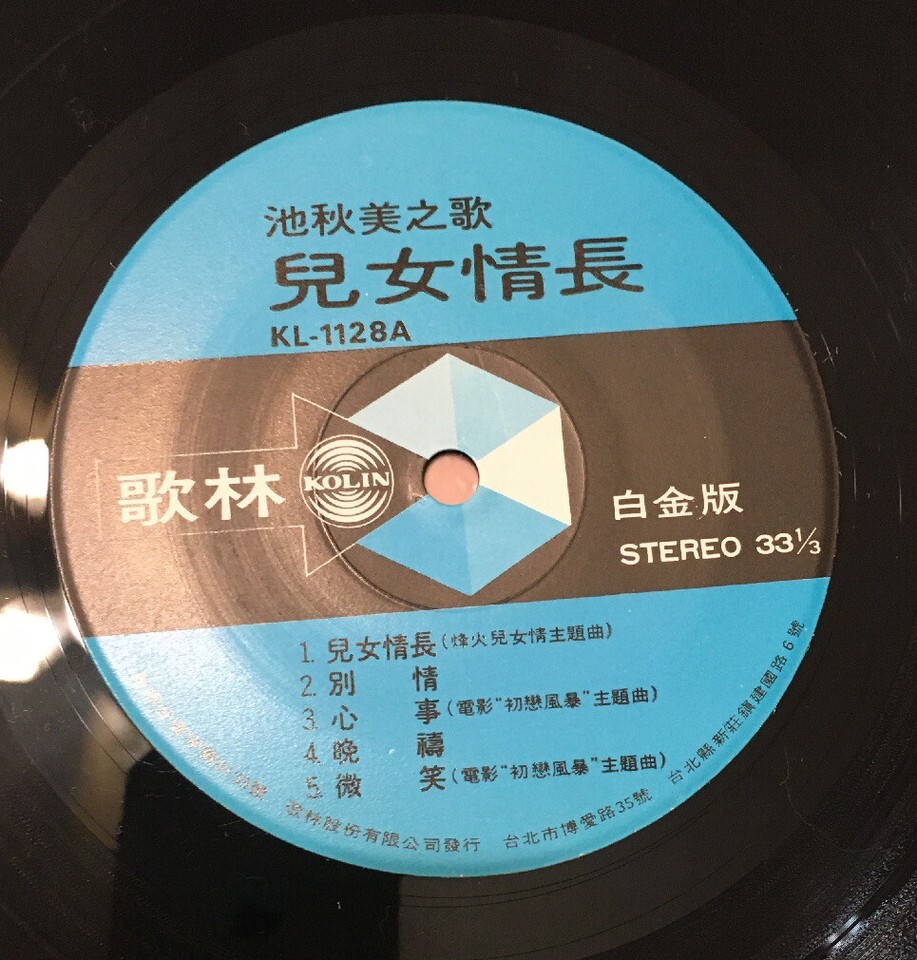 池秋美之歌
兒女情長
KL-1128A
歌林 KOLIN
白金版
STEREO 33⅓
1. 兒女情長(烽火兒女情主題曲)
2. 別 情
3. 心 事(電影"初戀風暴"主題曲)
4. 晚 禱
5. 微 笑(電影"初戀風暴"主題曲)
歌林股份有限公司發行 台北市博愛路35號 台北縣新莊鎮建國路6號